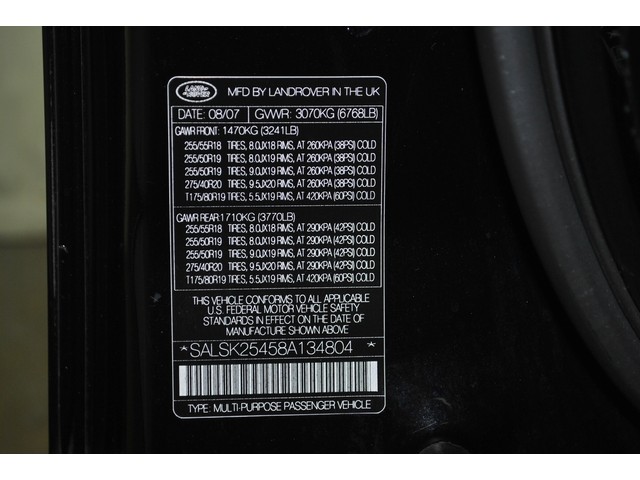 LAND ROVER MFD BY LANDROVER IN THE UK
DATE: 08/07 GVWR: 3070KG (6768LB)
GAWR FRONT: 1470KG (3241LB)
255/55R18 TIRES, 8.0JX18 RIMS, AT 260KPA (38PSI) COLD
255/50R19 TIRES, 8.0JX19 RIMS, AT 260KPA (38PSI) COLD
255/50R19 TIRES, 9.0JX19 RIMS, AT 260KPA (38PSI) COLD
275/40R20 TIRES, 9.5JX20 RIMS, AT 260KPA (38PSI) COLD
T175/80R19 TIRES, 5.5JX19 RIMS, AT 420KPA (60PSI) COLD
GAWR REAR: 1710KG (3770LB)
255/55R18 TIRES, 8.0JX18 RIMS, AT 290KPA (42PSI) COLD
255/50R19 TIRES, 8.0JX19 RIMS, AT 290KPA (42PSI) COLD
255/50R19 TIRES, 9.0JX19 RIMS, AT 290KPA (42PSI) COLD
275/40R20 TIRES, 9.5JX20 RIMS, AT 290KPA (42PSI) COLD
T175/80R19 TIRES, 5.5JX19 RIMS, AT 420KPA (60PSI) COLD
THIS VEHICLE CONFORMS TO ALL APPLICABLE
U.S. FEDERAL MOTOR VEHICLE SAFETY
STANDARDS IN EFFECT ON THE DATE OF
MANUFACTURE SHOWN ABOVE
*SALSK25458A134804*
TYPE: MULTI-PURPOSE PASSENGER VEHICLE